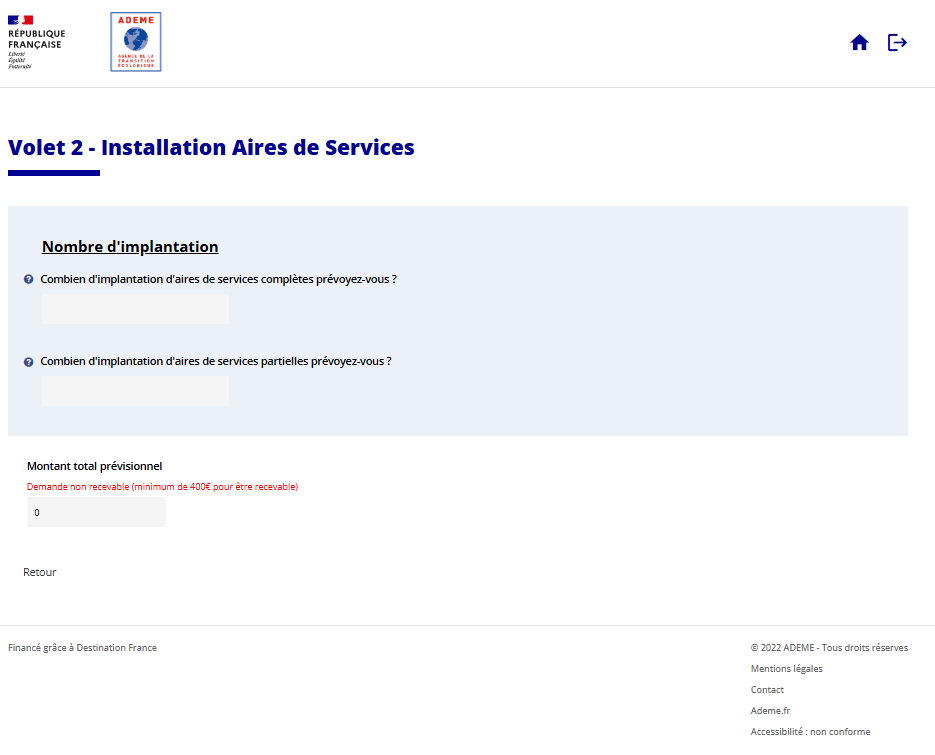 RÉPUBLIQUE
FRANÇAISE
Liberté
Égalité
Fraternité
ADEME
AGENCE DE LA
TRANSITION
ÉCOLOGIQUE
Volet 2 - Installation Aires de Services
Nombre d'implantation
? Combien d'implantation d'aires de services complètes prévoyez-vous ?
? Combien d'implantation d'aires de services partielles prévoyez-vous ?
Montant total prévisionnel
Demande non recevable (minimum de 400€ pour être recevable)
0
Retour
Financé grâce à Destination France
© 2022 ADEME - Tous droits réserves
Mentions légales
Contact
Ademe.fr
Accessibilité : non conforme